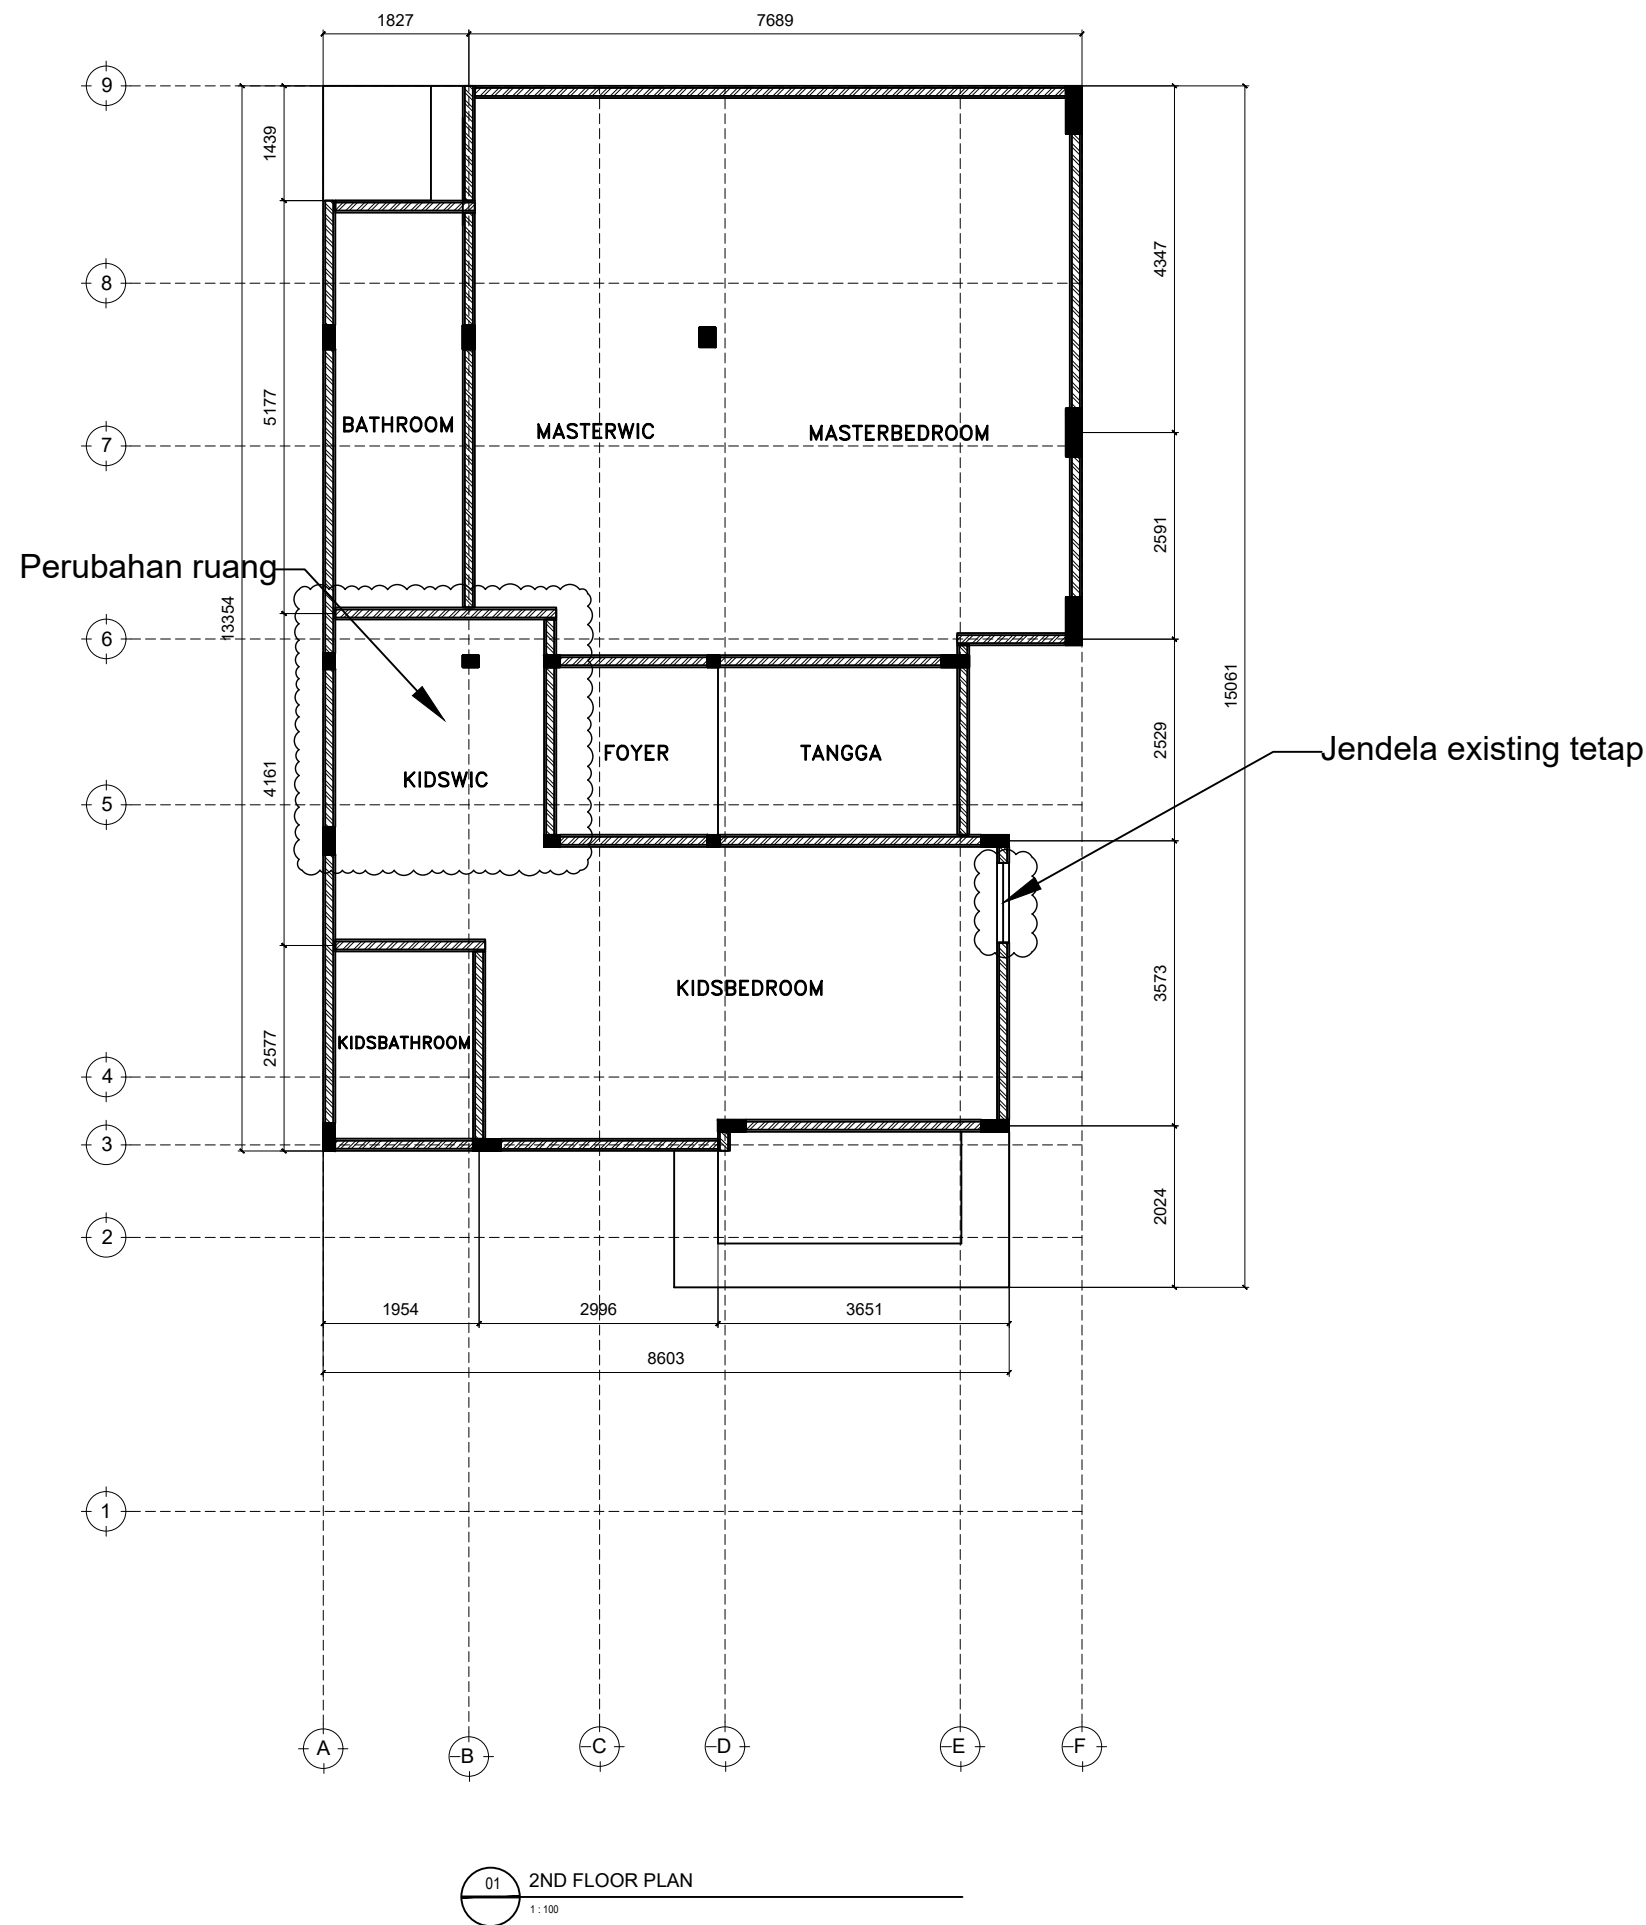 1827
7689
9
1439
4347
8
5177
BATHROOM
MASTERWIC
MASTERBEDROOM
7
2591
Perubahan ruang
13354
6
15061
2529
Jendela existing tetap
FOYER
TANGGA
KIDSWIC
4161
5
3573
KIDSBEDROOM
KIDSBATHROOM
2577
4
3
2024
2
1954
2996
3651
8603
1
A
B
C
D
E
F
01
2ND FLOOR PLAN
1 : 100